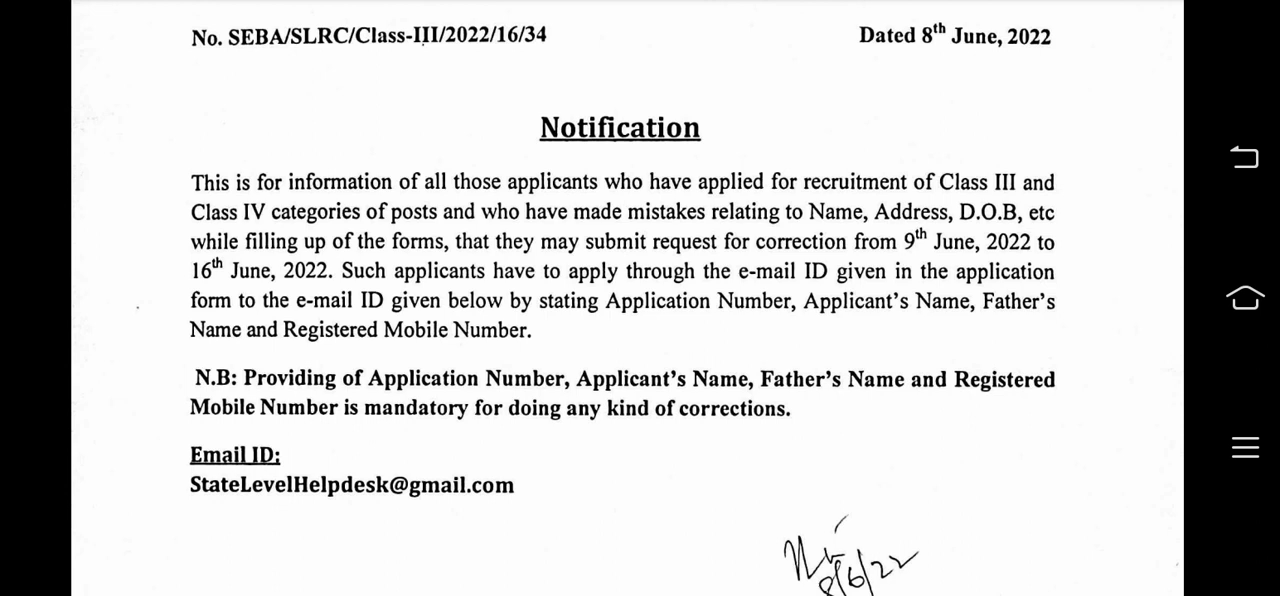 No. SEBA/SLRC/Class-III/2022/16/34 Dated 8th June, 2022
Notification
This is for information of all those applicants who have applied for recruitment of Class III and
Class IV categories of posts and who have made mistakes relating to Name, Address, D.O.B, etc
while filling up of the forms, that they may submit request for correction from 9th June, 2022 to
16th June, 2022. Such applicants have to apply through the e-mail ID given in the application
form to the e-mail ID given below by stating Application Number, Applicant's Name, Father's
Name and Registered Mobile Number.
N.B: Providing of Application Number, Applicant's Name, Father's Name and Registered
Mobile Number is mandatory for doing any kind of corrections.
Email ID:
StateLevelHelpdesk@gmail.com
8/6/22